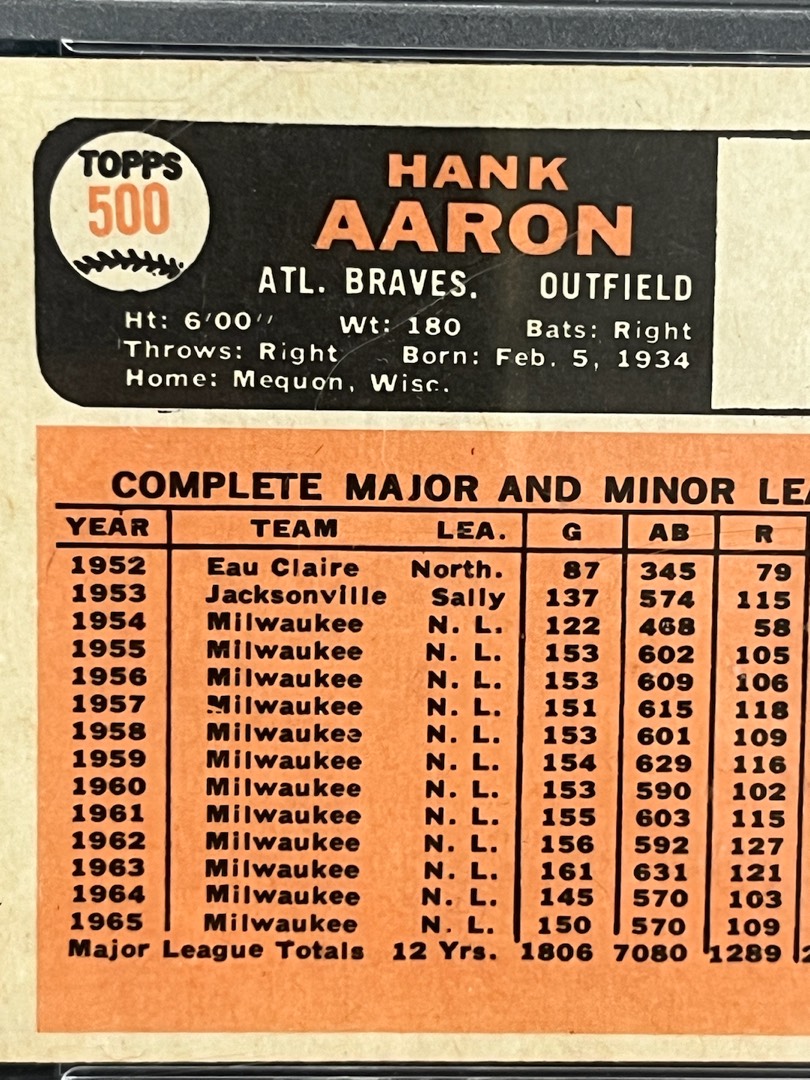 TOPPS
500
HANK
AARON
ATL. BRAVES. OUTFIELD
Ht: 6'00'' Wt: 180 Bats: Right
Throws: Right Born: Feb. 5, 1934
Home: Mequon, Wisc.
COMPLETE MAJOR AND MINOR LEA
YEAR TEAM LEA. G AB R
1952 Eau Claire North. 87 345 79
1953 Jacksonville Sally 137 574 115
1954 Milwaukee N. L. 122 468 58
1955 Milwaukee N. L. 153 602 105
1956 Milwaukee N. L. 153 609 106
1957 Milwaukee N. L. 151 615 118
1958 Milwaukee N. L. 153 601 109
1959 Milwaukee N. L. 154 629 116
1960 Milwaukee N. L. 153 590 102
1961 Milwaukee N. L. 155 603 115
1962 Milwaukee N. L. 156 592 127
1963 Milwaukee N. L. 161 631 121
1964 Milwaukee N. L. 145 570 103
1965 Milwaukee N. L. 150 570 109
Major League Totals 12 Yrs. 1806 7080 1289 2